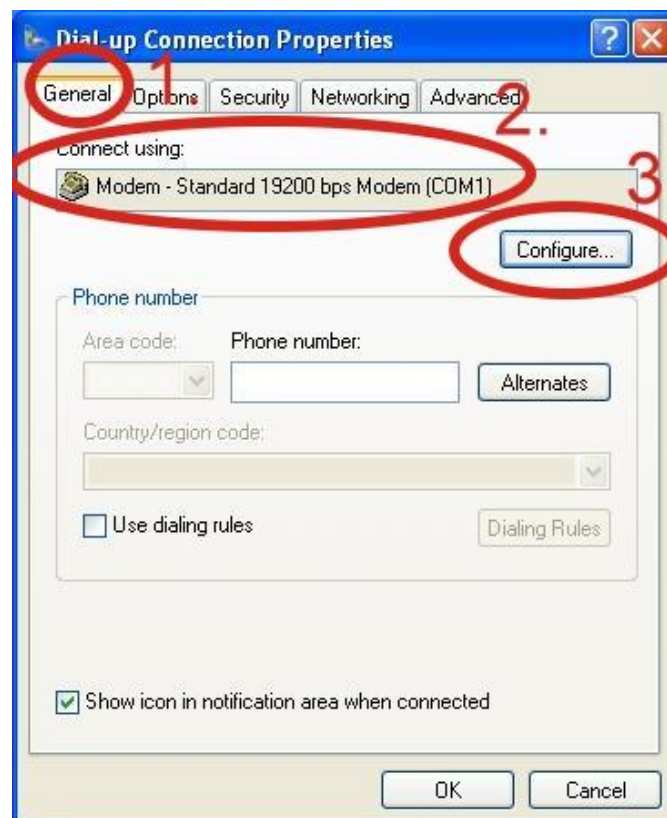 Dial-up Connection Properties
1
General Options Security Networking Advanced
2.
Connect using:
Modem - Standard 19200 bps Modem (COM1)
3
Configure...
Phone number
Area code: Phone number:
Alternates
Country/region code:
Use dialing rules Dialing Rules
Show icon in notification area when connected
OK Cancel